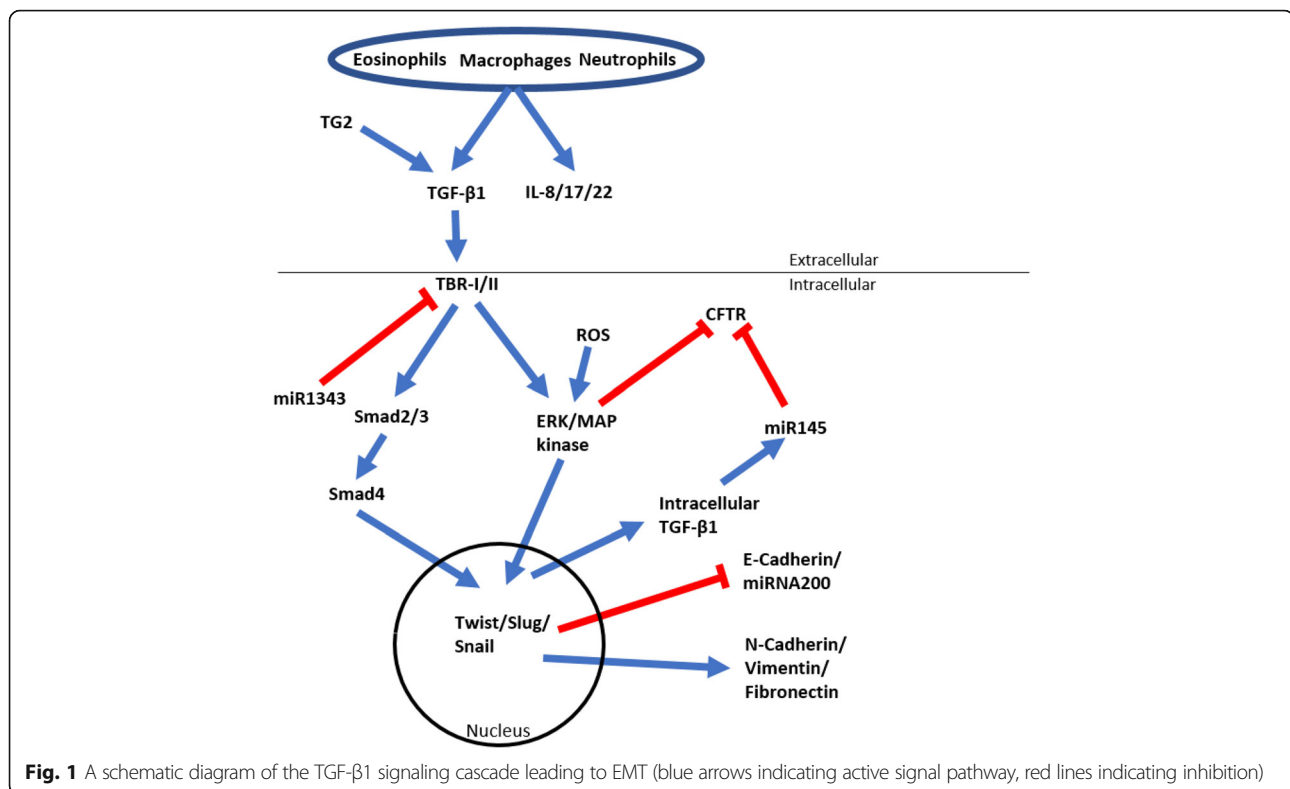 Eosinophils Macrophages Neutrophils
TG2
TGF-β1
IL-8/17/22
Extracellular
TBR-I/II
Intracellular
CFTR
ROS
miR1343
Smad2/3
ERK/MAP
kinase
miR145
Smad4
Intracellular
TGF-β1
E-Cadherin/
miRNA200
Twist/Slug/
Snail
N-Cadherin/
Vimentin/
Fibronectin
Nucleus
Fig. 1 A schematic diagram of the TGF-β1 signaling cascade leading to EMT (blue arrows indicating active signal pathway, red lines indicating inhibition)